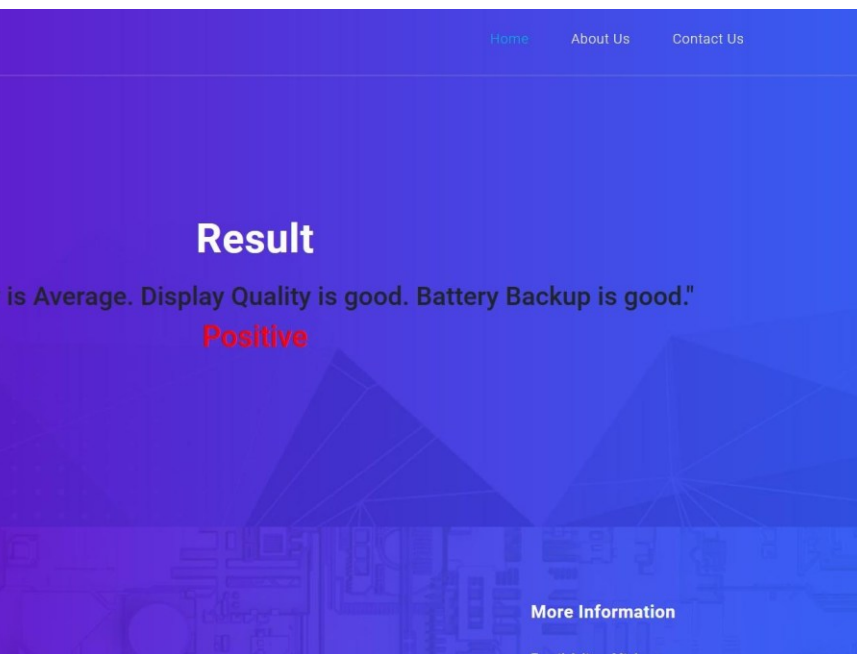 Home About Us Contact Us
Result
is Average. Display Quality is good. Battery Backup is good."
Positive
More Information